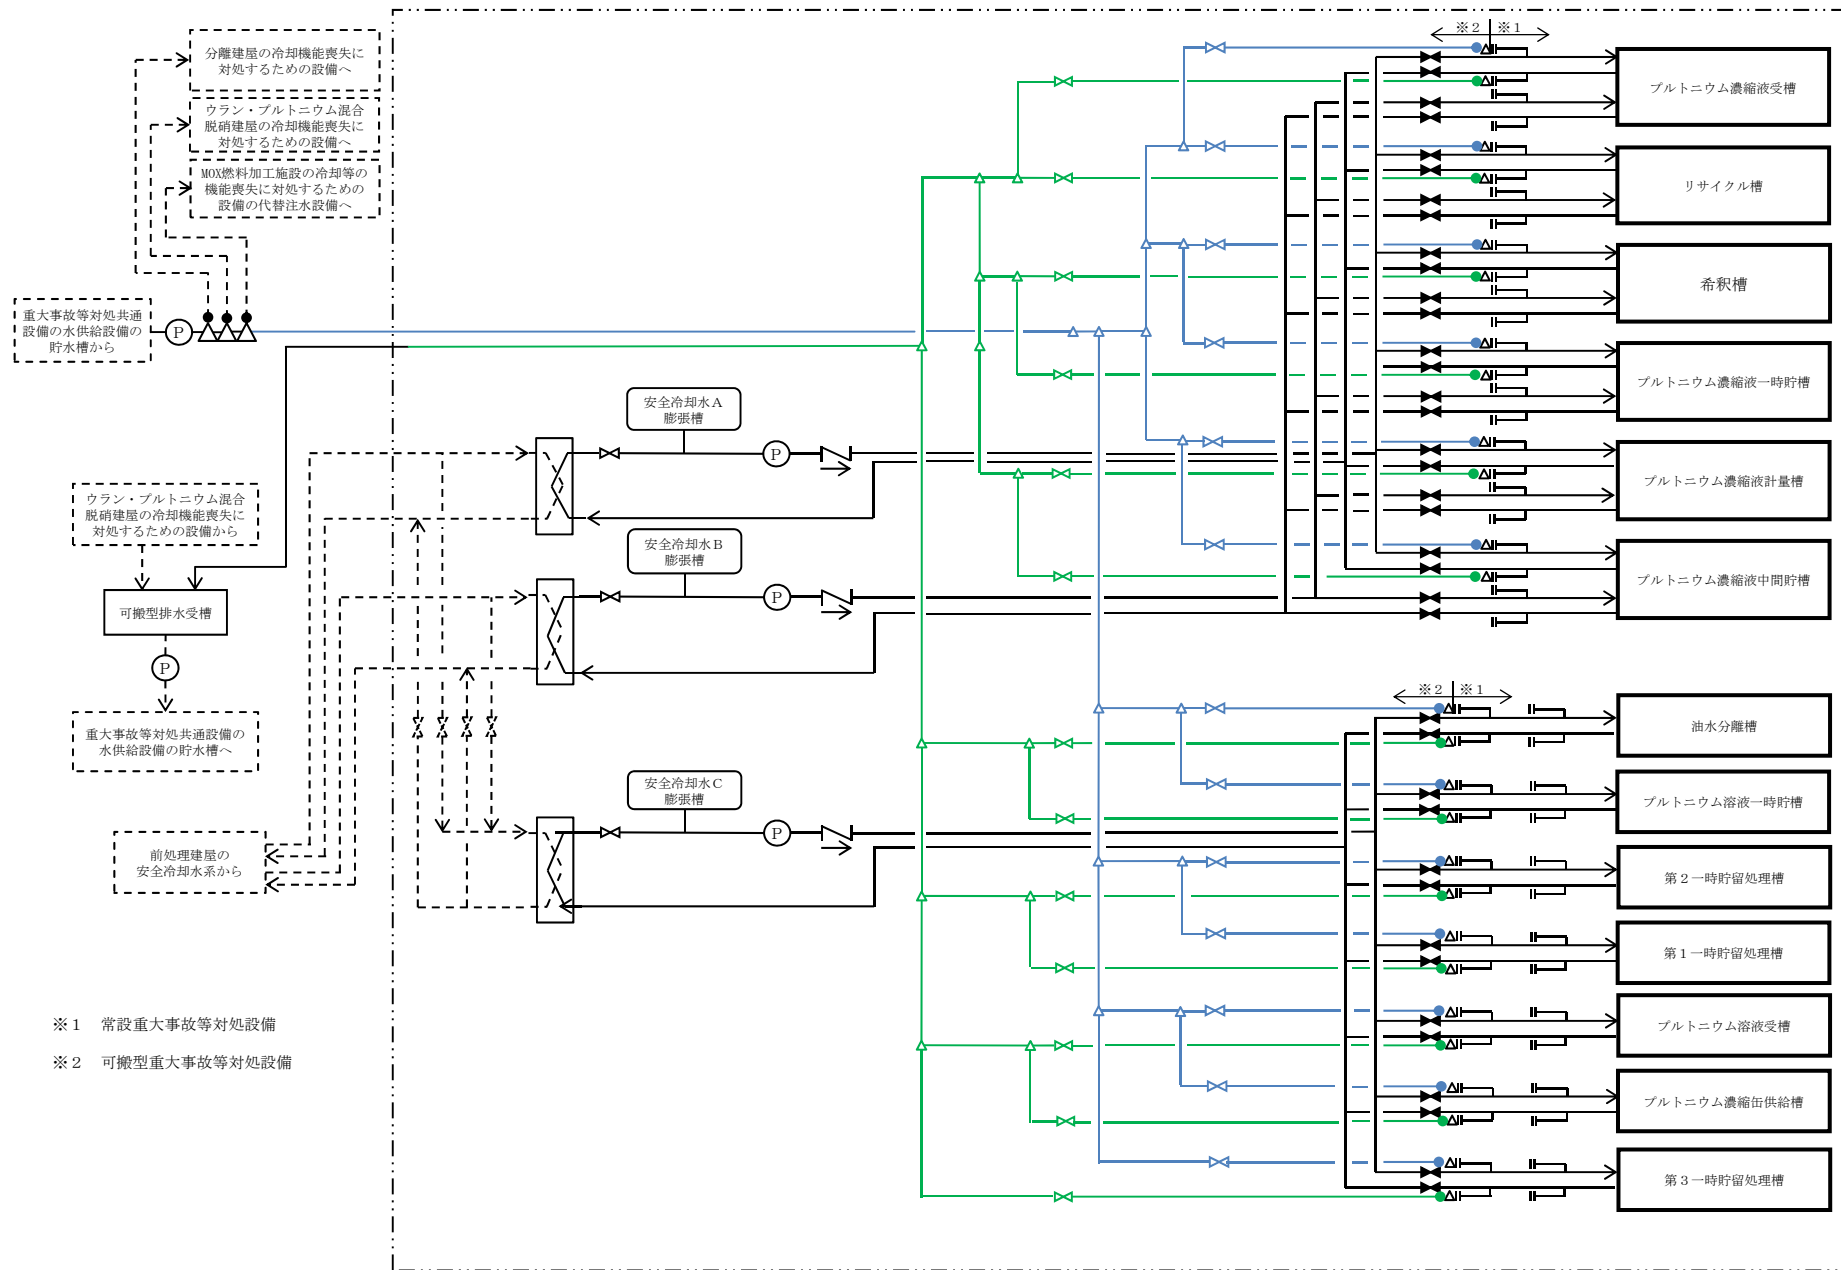 分離建屋の冷却機能喪失に
対処するための設備へ
ウラン・プルトニウム混合
脱硝建屋の冷却機能喪失に
対処するための設備へ
MOX燃料加工施設の冷却等の
機能喪失に対処するための
設備の代替注水設備へ
重大事故等対処共通
設備の水供給設備の
貯水槽から
P
安全冷却水A
膨張槽
P
ウラン・プルトニウム混合
脱硝建屋の冷却機能喪失に
対処するための設備から
安全冷却水B
膨張槽
P
可搬型排水受槽
P
重大事故等対処共通設備の
水供給設備の貯水槽へ
安全冷却水C
膨張槽
P
前処理建屋の
安全冷却水系から
※1 常設重大事故等対処設備
※2 可搬型重大事故等対処設備
※2 ※1
プルトニウム濃縮液受槽
リサイクル槽
希釈槽
プルトニウム濃縮液一時貯槽
プルトニウム濃縮液計量槽
プルトニウム濃縮液中間貯槽
※2 ※1
油水分離槽
プルトニウム溶液一時貯槽
第2一時貯留処理槽
第1一時貯留処理槽
プルトニウム溶液受槽
プルトニウム濃縮缶供給槽
第3一時貯留処理槽